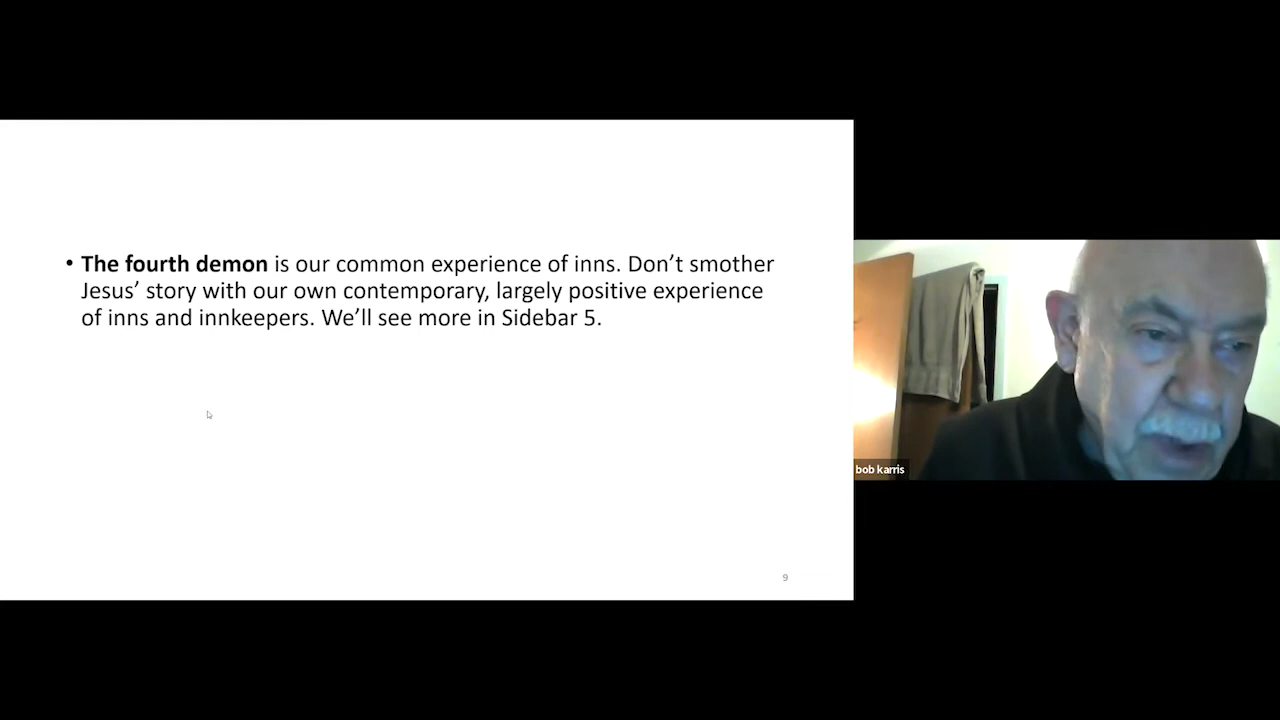 • The fourth demon is our common experience of inns. Don’t smother
Jesus’ story with our own contemporary, largely positive experience
of inns and innkeepers. We’ll see more in Sidebar 5.
9
bob karris